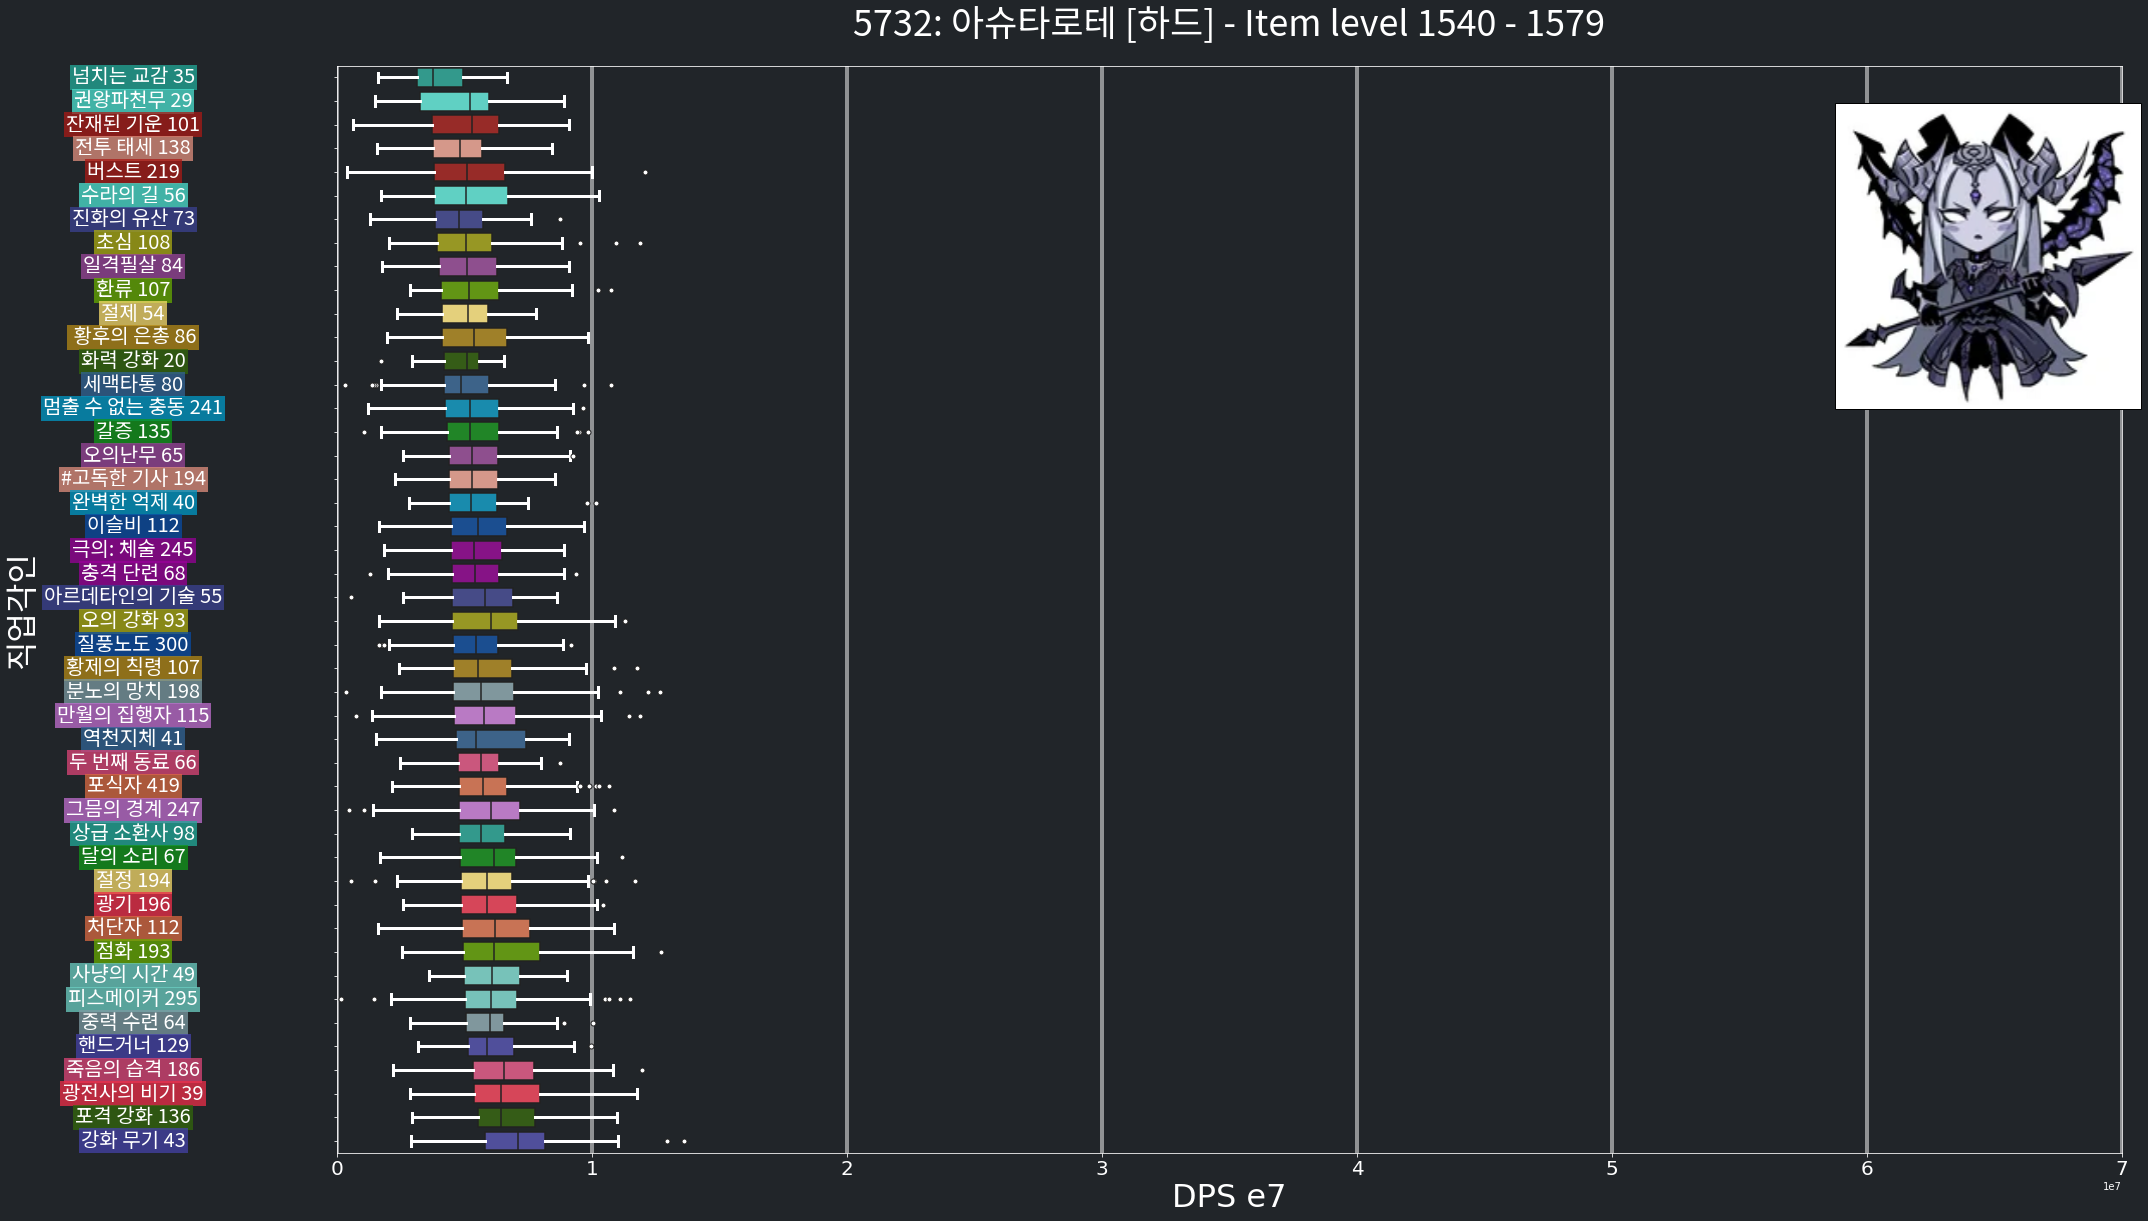 5732: 아슈타로테 [하드] - Item level 1540 - 1579
넘치는 교감 35
권왕파천무 29
잔재된 기운 101
전투 태세 138
버스트 219
수라의 길 56
진화의 유산 73
초심 108
일격필살 84
환류 107
절제 54
황후의 은총 86
화력 강화 20
세맥타통 80
멈출 수 없는 충동 241
갈증 135
오의난무 65
#고독한 기사 194
완벽한 억제 40
이슬비 112
극의: 체술 245
충격 단련 68
아르데타인의 기술 55
오의 강화 93
질풍노도 300
황제의 칙령 107
분노의 망치 198
만월의 집행자 115
역천지체 41
두 번째 동료 66
포식자 419
그믐의 경계 247
상급 소환사 98
달의 소리 67
절정 194
광기 196
처단자 112
점화 193
사냥의 시간 49
피스메이커 295
중력 수련 64
핸드거너 129
죽음의 습격 186
광전사의 비기 39
포격 강화 136
강화 무기 43
직업각인
0 1 2 3 4 5 6 7
1e7
DPS e7